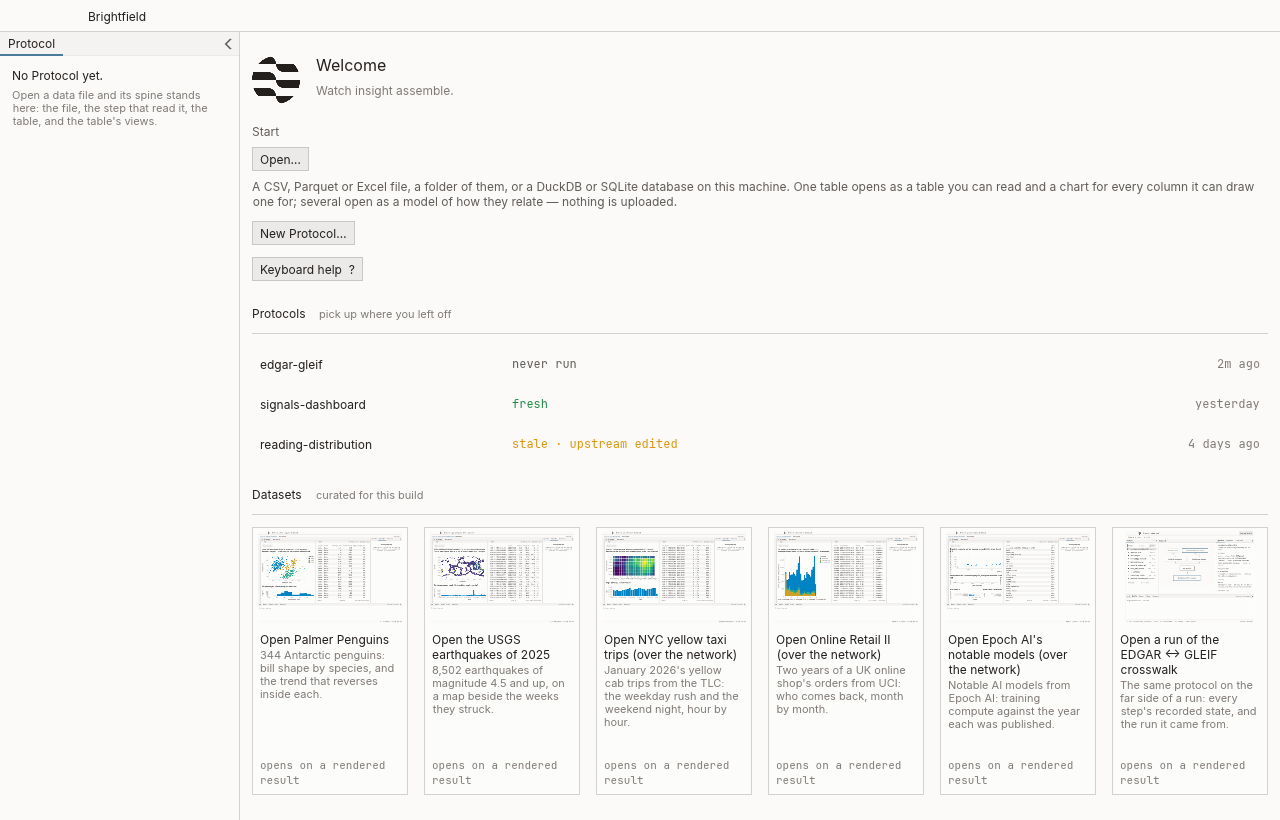 Brightfield
Protocol
No Protocol yet.
Open a data file and its spine stands
here: the file, the step that read it, the
table, and the table's views.
Welcome
Watch insight assemble.
Start
Open...
A CSV, Parquet or Excel file, a folder of them, or a DuckDB or SQLite database on this machine. One table opens as a table you can read and a chart for every column it can draw
one for; several open as a model of how they relate — nothing is uploaded.
New Protocol...
Keyboard help ?
Protocols pick up where you left off
edgar-gleif never run 2m ago
signals-dashboard fresh yesterday
reading-distribution stale · upstream edited 4 days ago
Datasets curated for this build
Open Palmer Penguins
344 Antarctic penguins:
bill shape by species, and
the trend that reverses
inside each.
opens on a rendered
result
Open the USGS
earthquakes of 2025
8,502 earthquakes of
magnitude 4.5 and up, on
a map beside the weeks
they struck.
opens on a rendered
result
Open NYC yellow taxi
trips (over the network)
January 2026's yellow
cab trips from the TLC:
the weekday rush and the
weekend night, hour by
hour.
opens on a rendered
result
Open Online Retail II
(over the network)
Two years of a UK online
shop's orders from UCI:
who comes back, month
by month.
opens on a rendered
result
Open Epoch AI's
notable models (over
the network)
Notable AI models from
Epoch AI: training
compute against the year
each was published.
opens on a rendered
result
Open a run of the
EDGAR ↔ GLEIF
crosswalk
The same protocol on the
far side of a run: every
step's recorded state, and
the run it came from.
opens on a rendered
result